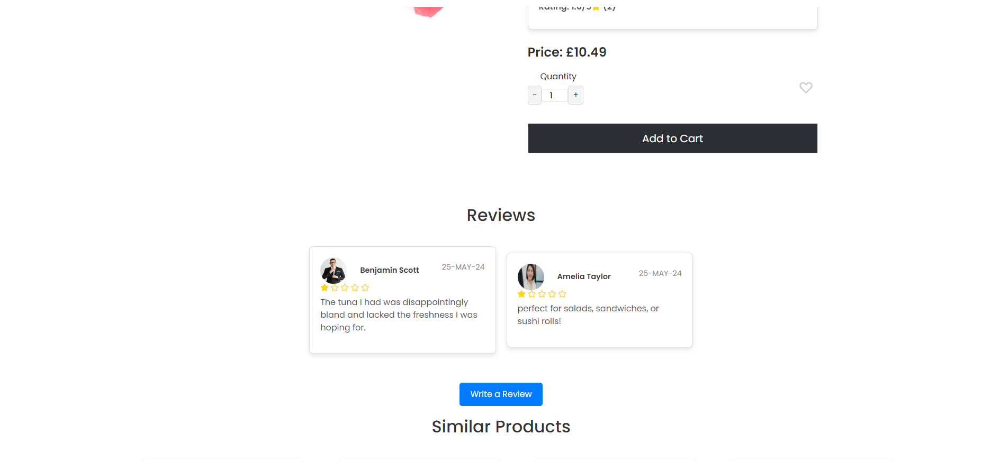 Rating: 1.0/5 (2)
Price: £10.49
Quantity
- 1 +
Add to Cart
Reviews
Benjamin Scott
25-MAY-24
The tuna I had was disappointingly
bland and lacked the freshness I was
hoping for.
Amelia Taylor
25-MAY-24
perfect for salads, sandwiches, or
sushi rolls!
Write a Review
Similar Products